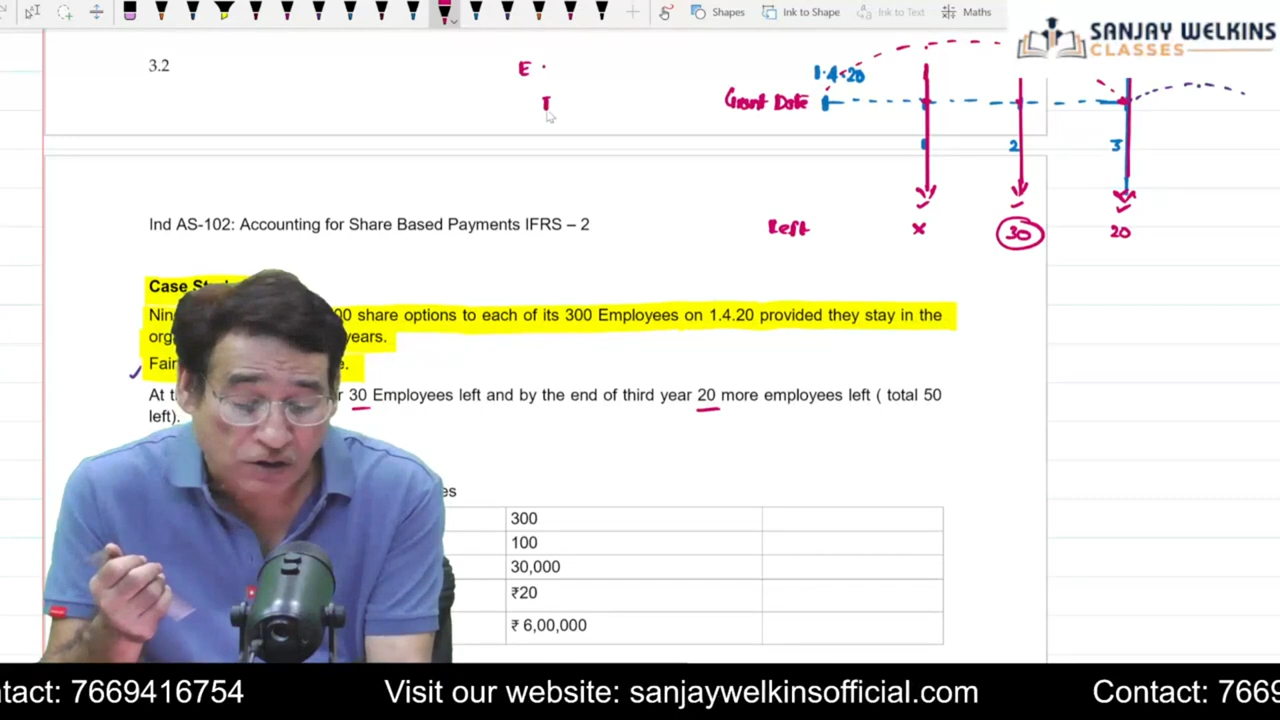 Shapes Ink to Shape Ink to Text Maths
SANJAY WELKINS
CLASSES
3.2
E
1.4.20
Grant Date
1 2 3
Left × 30 20
Ind AS-102: Accounting for Share Based Payments IFRS – 2
Case
00 share options to each of its 300 Employees on 1.4.20 provided they stay in the
years.
30 Employees left and by the end of third year 20 more employees left ( total 50
left).
300
100
30,000
₹20
₹ 6,00,000
ntact: 7669416754 Visit our website: sanjaywelkinsofficial.com Contact: 7669